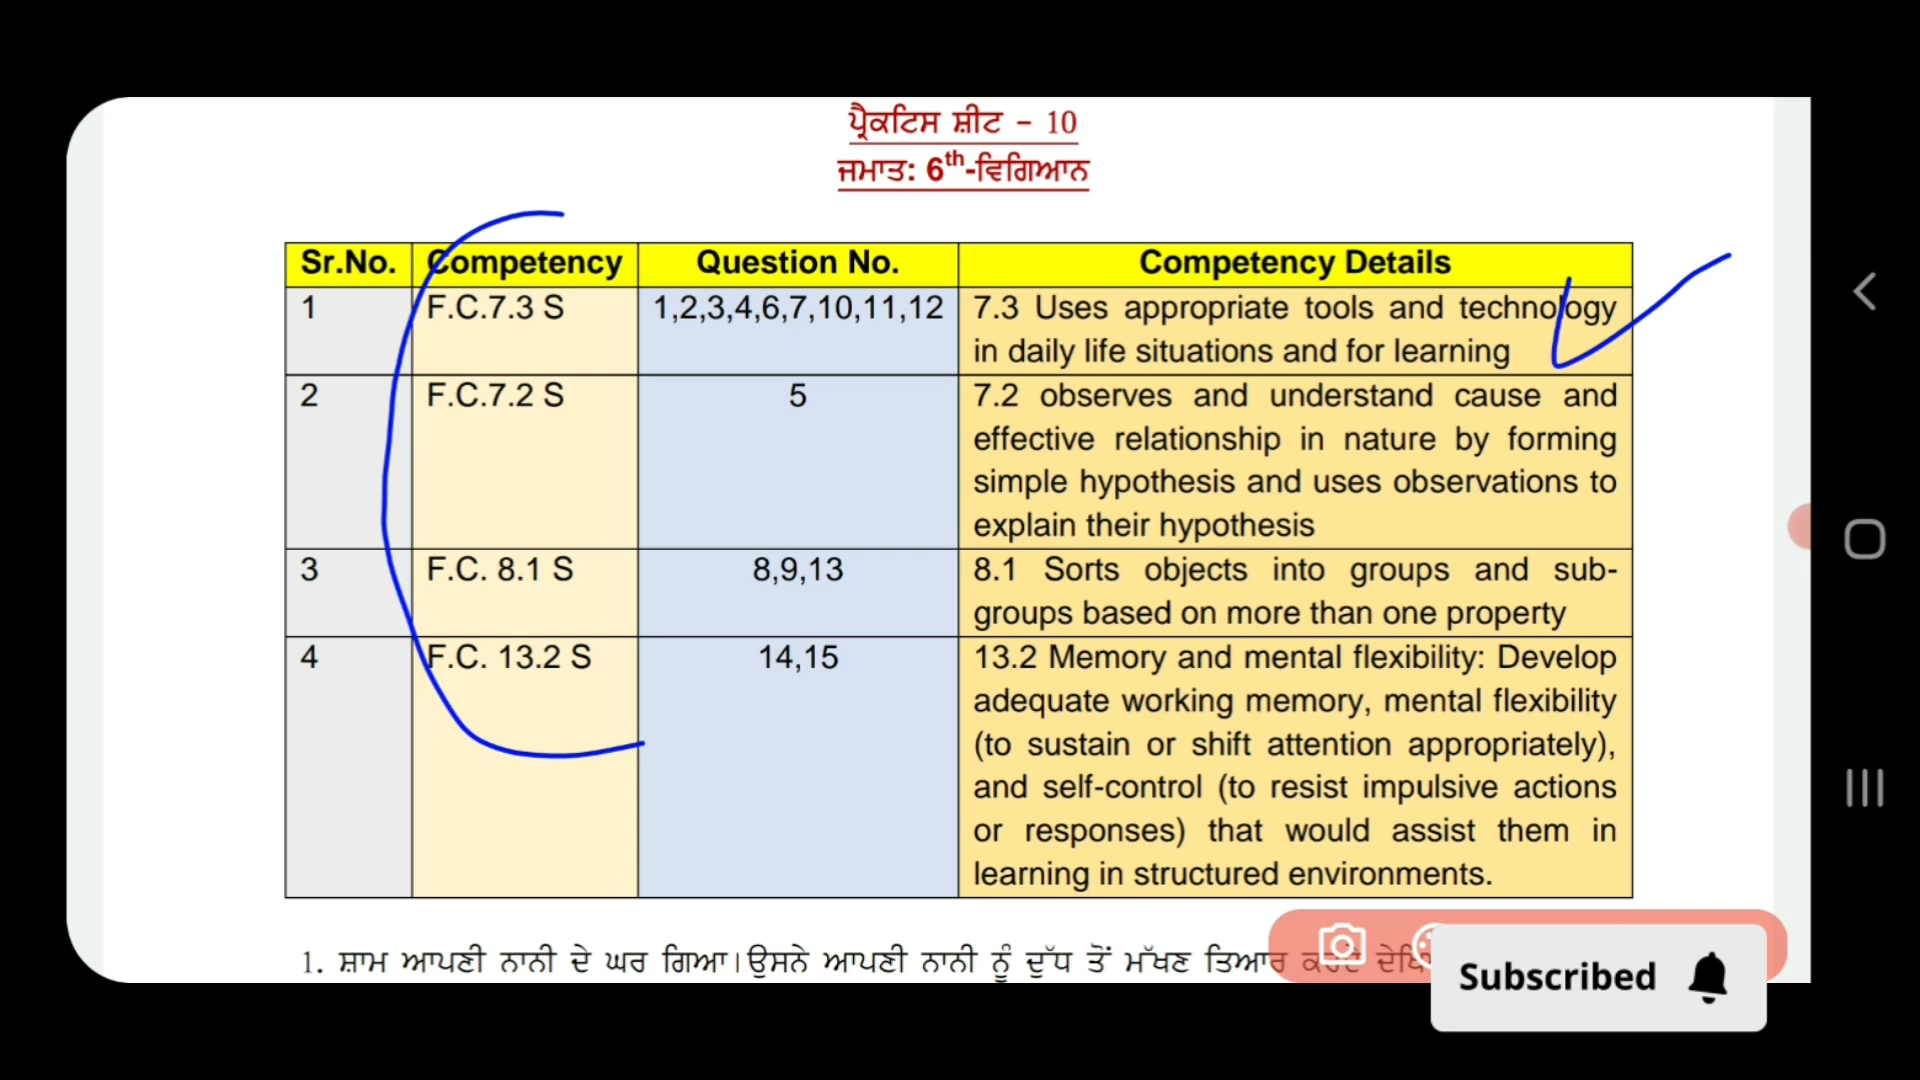 ਪ੍ਰੈਕਟਿਸ ਸ਼ੀਟ - 10
ਜਮਾਤ: 6th-ਵਿਗਿਆਨ
Sr.No. Competency Question No. Competency Details
1 F.C.7.3 S 1,2,3,4,6,7,10,11,12 7.3 Uses appropriate tools and technology
in daily life situations and for learning
2 F.C.7.2 S 5 7.2 observes and understand cause and
effective relationship in nature by forming
simple hypothesis and uses observations to
explain their hypothesis
3 F.C. 8.1 S 8,9,13 8.1 Sorts objects into groups and sub-
groups based on more than one property
4 F.C. 13.2 S 14,15 13.2 Memory and mental flexibility: Develop
adequate working memory, mental flexibility
(to sustain or shift attention appropriately),
and self-control (to resist impulsive actions
or responses) that would assist them in
learning in structured environments.
1. ਸ਼ਾਮ ਆਪਣੀ ਨਾਨੀ ਦੇ ਘਰ ਗਿਆ। ਉਸਨੇ ਆਪਣੀ ਨਾਨੀ ਨੂੰ ਦੁੱਧ ਤੋਂ ਮੱਖਣ ਤਿਆਰ ਕਰਦੇ
Subscribed